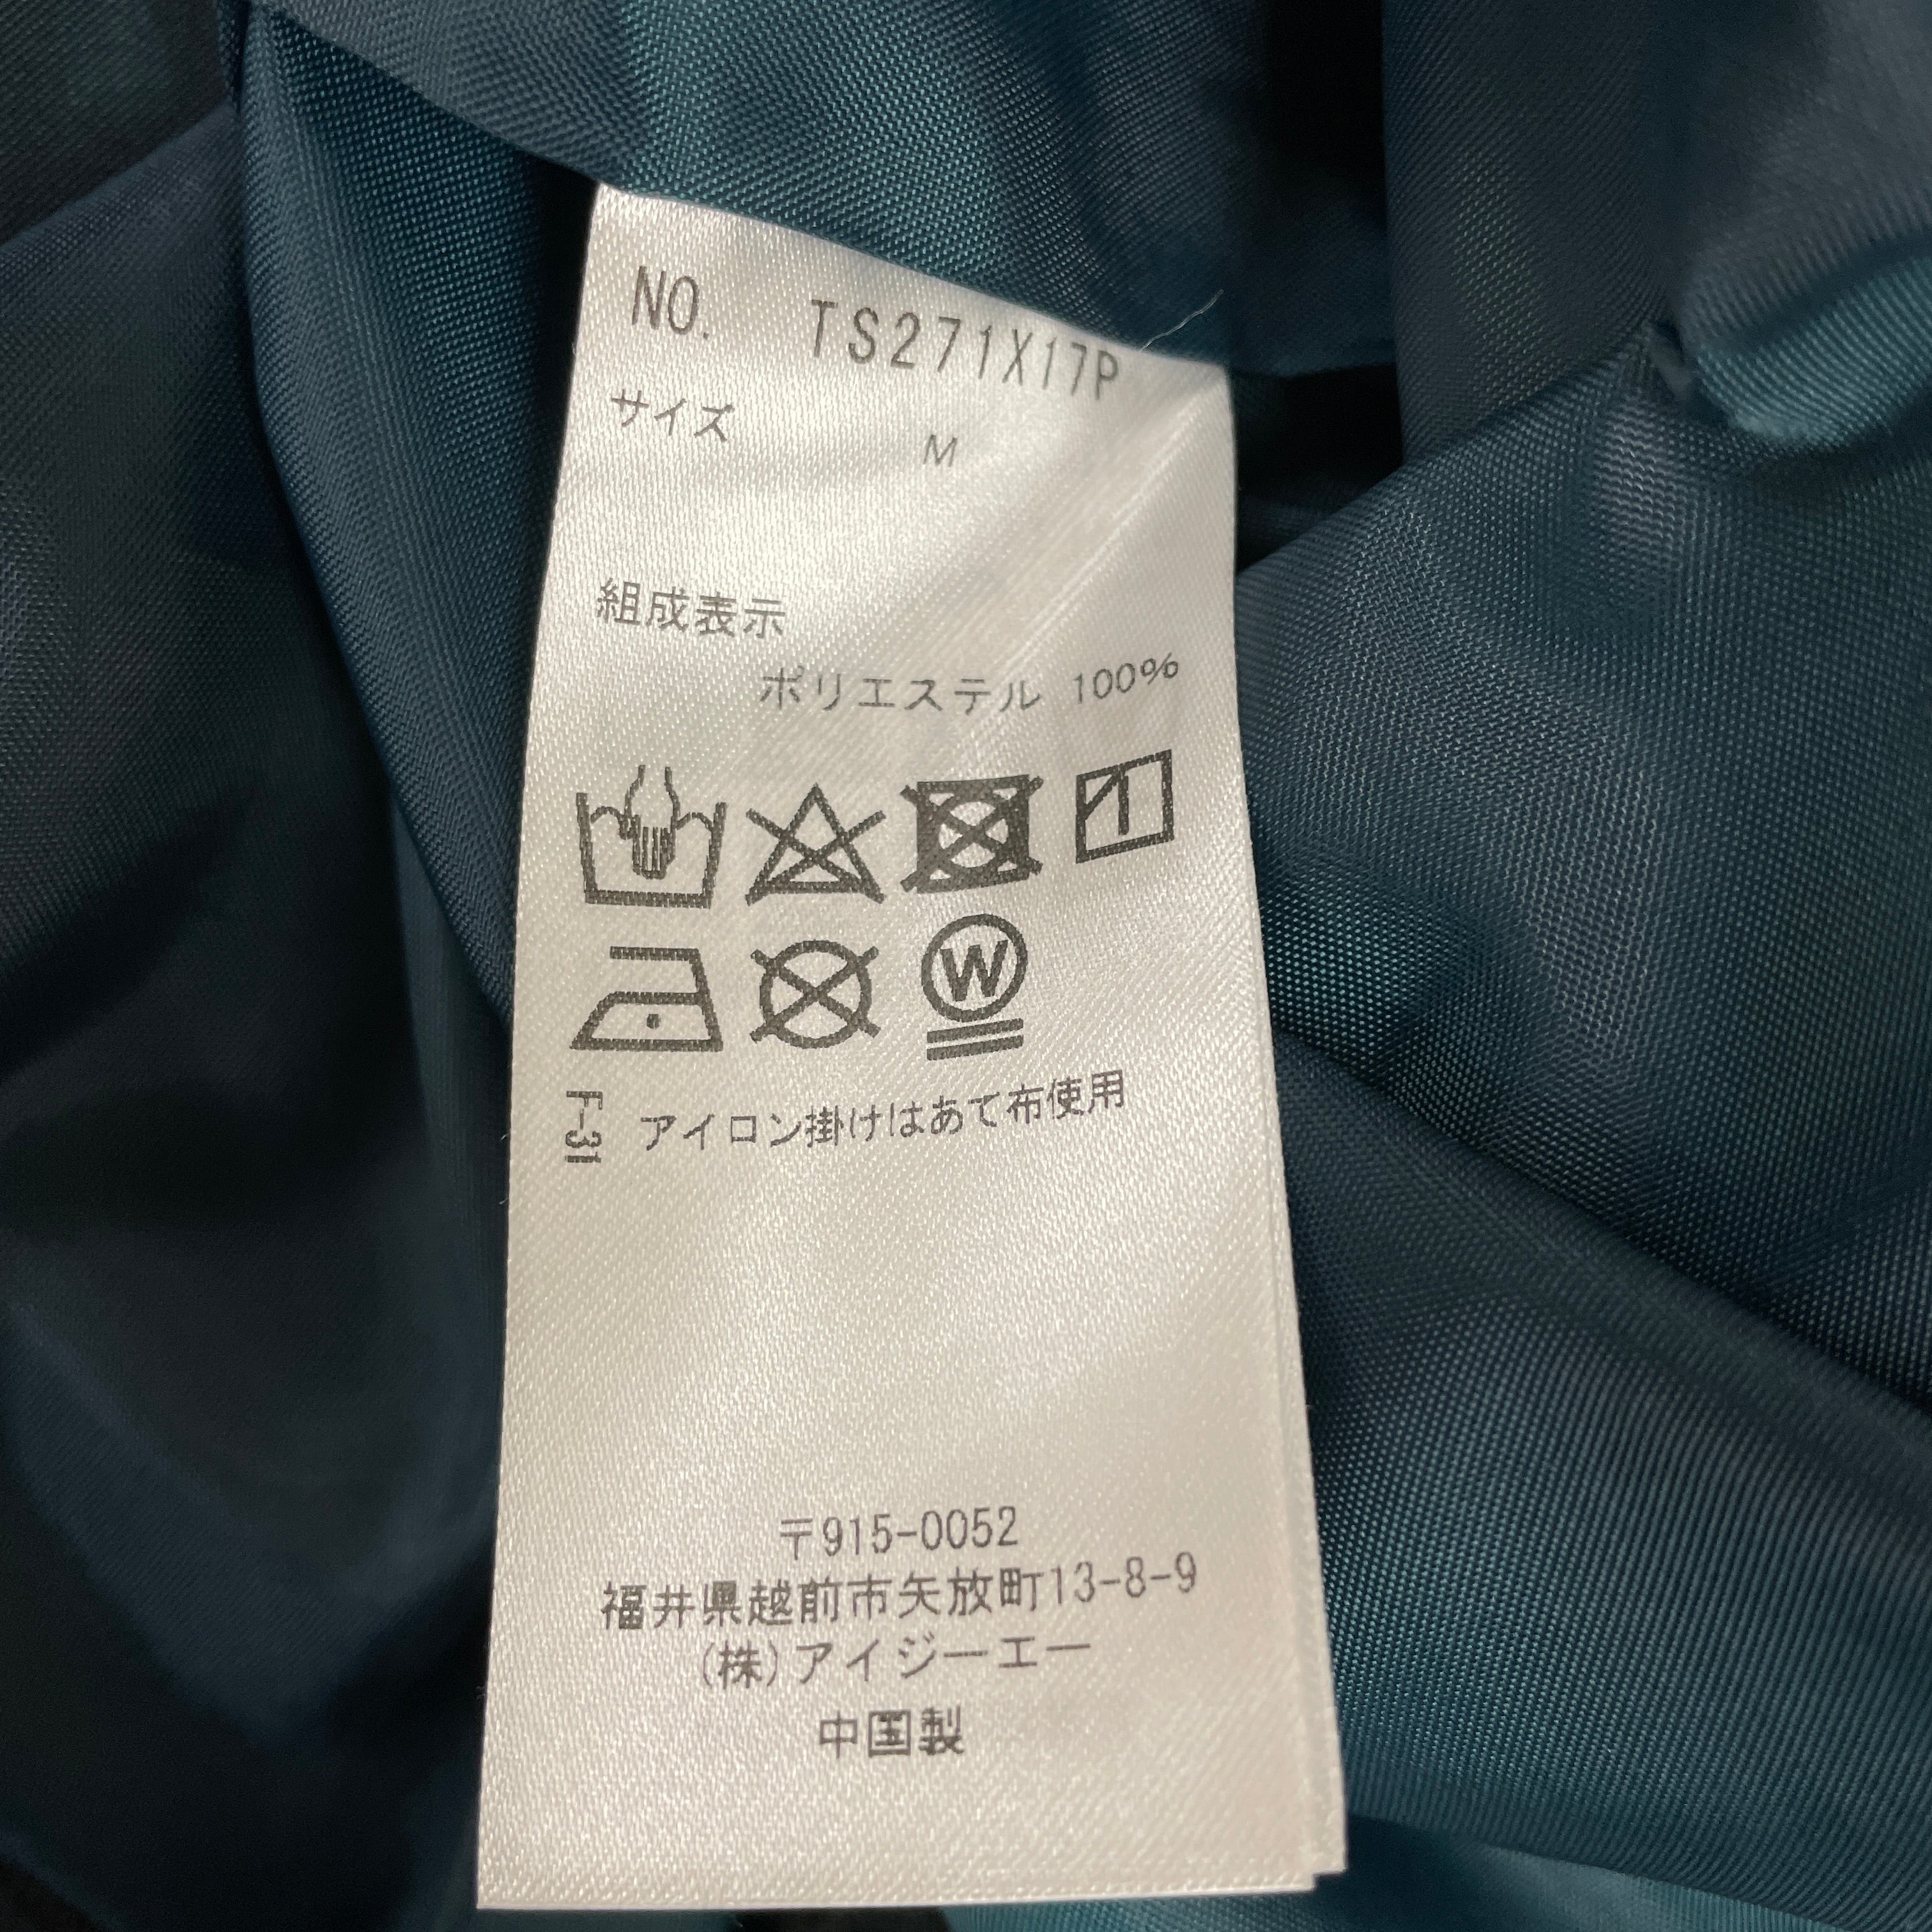 NO. TS271X17P
サイズ M
組成表示
ポリエステル 100%
W
F-31 アイロン掛けはあて布使用
〒915-0052
福井県越前市矢放町13-8-9
(株)アイジーエー
中国製